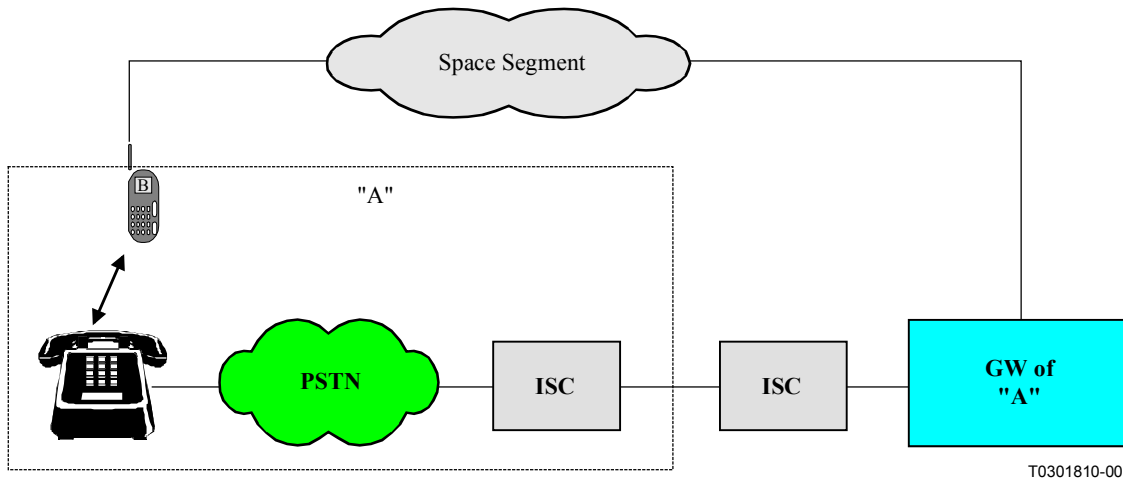 Space Segment
B
"A"
PSTN
ISC
ISC
GW of
"A"
T0301810-00